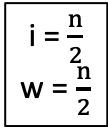 i = n/2
w = n/2